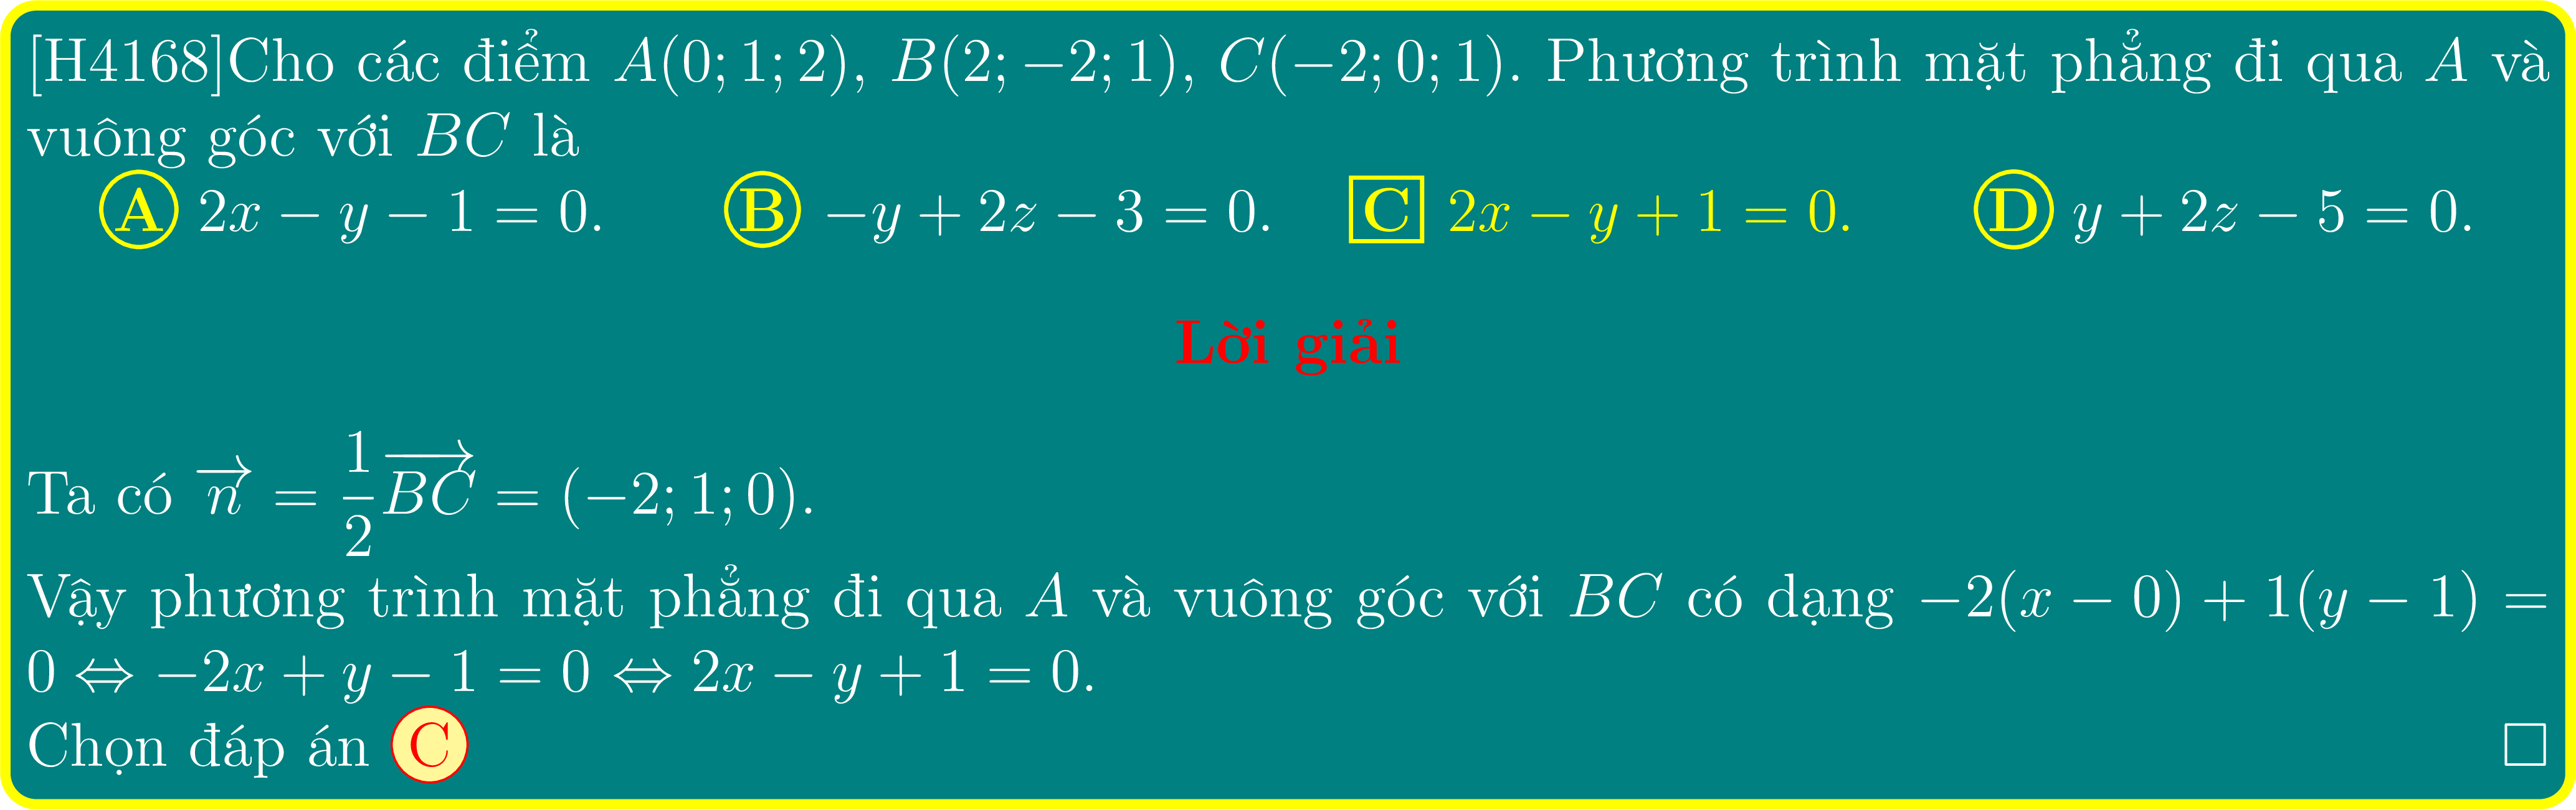 [H4168]Cho các điểm A(0; 1; 2), B(2; −2; 1), C(−2; 0; 1). Phương trình mặt phẳng đi qua A và
vuông góc với BC là
A 2x − y − 1 = 0. B −y + 2z − 3 = 0. C 2x − y + 1 = 0. D y + 2z − 5 = 0.
Lời giải
Ta có \overrightarrow{n} = \frac{1}{2}\overrightarrow{BC} = (−2; 1; 0).
Vậy phương trình mặt phẳng đi qua A và vuông góc với BC có dạng −2(x − 0) + 1(y − 1) =
0 ⇔ −2x + y − 1 = 0 ⇔ 2x − y + 1 = 0.
Chọn đáp án C □